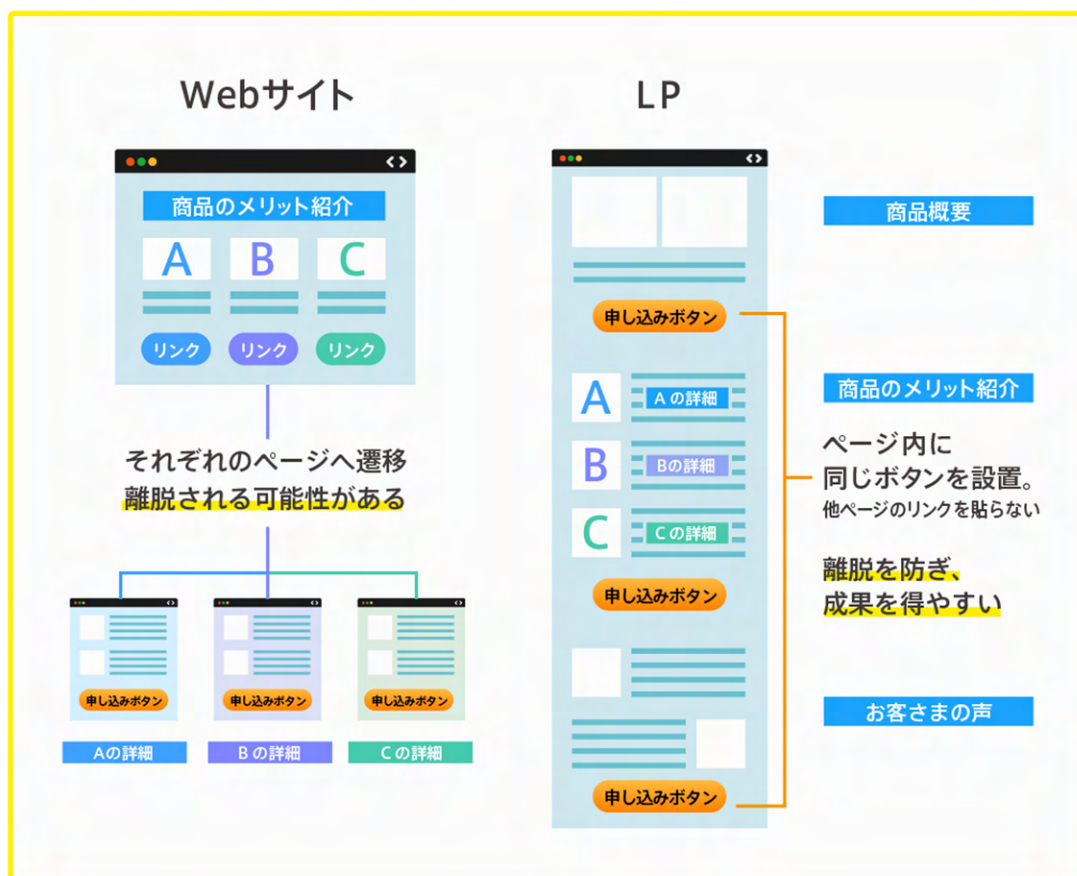 Webサイト
商品のメリット紹介
A B C
リンク リンク リンク
それぞれのページへ遷移
離脱される可能性がある
申し込みボタン 申し込みボタン 申し込みボタン
Aの詳細 Bの詳細 Cの詳細
LP
商品概要
申し込みボタン
商品のメリット紹介
A Aの詳細
B Bの詳細
C Cの詳細
ページ内に
同じボタンを設置。
他ページのリンクを貼らない
離脱を防ぎ、
成果を得やすい
申し込みボタン
お客さまの声
申し込みボタン